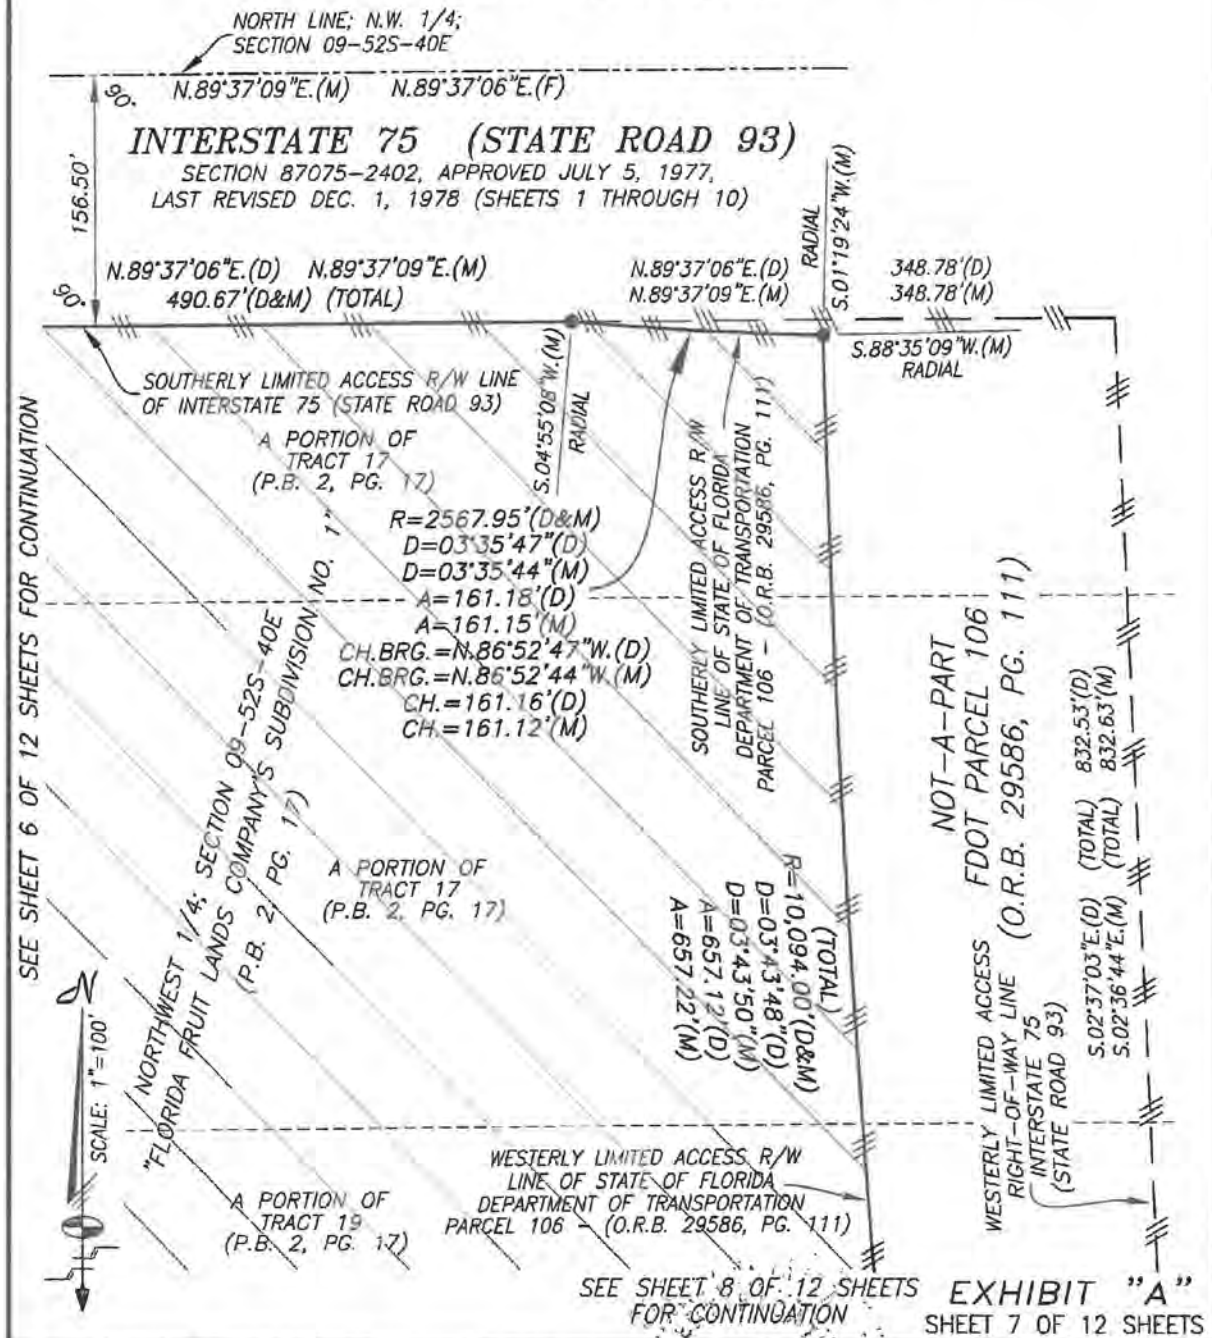 NORTH LINE; N.W. 1/4;
SECTION 09-52S-40E
N.89°37'09"E.(M) N.89°37'06"E.(F)
90°
156.50'
90°
INTERSTATE 75 (STATE ROAD 93)
SECTION 87075-2402, APPROVED JULY 5, 1977,
LAST REVISED DEC. 1, 1978 (SHEETS 1 THROUGH 10)
N.89°37'06"E.(D) N.89°37'09"E.(M)
490.67'(D&M) (TOTAL)
N.89°37'06"E.(D)
N.89°37'09"E.(M)
RADIAL
S.01°19'24"W.(M)
348.78'(D)
348.78'(M)
S.88°35'09"W.(M)
RADIAL
SOUTHERLY LIMITED ACCESS R/W LINE
OF INTERSTATE 75 (STATE ROAD 93)
S.04°55'08"W.(M)
RADIAL
A PORTION OF
TRACT 17
(P.B. 2, PG. 17)
R=2567.95'(D&M)
D=03°35'47"(D)
D=03°35'44"(M)
A=161.18'(D)
A=161.15'(M)
CH.BRG.=N.86°52'47"W.(D)
CH.BRG.=N.86°52'44"W.(M)
CH.=161.16'(D)
CH.=161.12'(M)
SOUTHERLY LIMITED ACCESS R/W
LINE OF STATE OF FLORIDA
DEPARTMENT OF TRANSPORTATION
PARCEL 106 - (O.R.B. 29586, PG. 111)
SEE SHEET 6 OF 12 SHEETS FOR CONTINUATION
NORTHWEST 1/4; SECTION 09-52S-40E
"FLORIDA FRUIT LANDS COMPANY'S SUBDIVISION NO. 1"
(P.B. 2, PG. 17)
A PORTION OF
TRACT 17
(P.B. 2, PG. 17)
(TOTAL)
R=10,094.00'(D&M)
D=03°43'48"(D)
D=03°43'50"(M)
A=657.12'(D)
A=657.22'(M)
NOT-A-PART
FDOT PARCEL 106
(O.R.B. 29586, PG. 111)
S.02°37'03"E.(D) (TOTAL) 832.53'(D)
S.02°36'44"E.(M) (TOTAL) 832.63'(M)
WESTERLY LIMITED ACCESS
RIGHT-OF-WAY LINE
INTERSTATE 75
(STATE ROAD 93)
N
SCALE: 1"=100'
WESTERLY LIMITED ACCESS R/W
LINE OF STATE OF FLORIDA
DEPARTMENT OF TRANSPORTATION
PARCEL 106 - (O.R.B. 29586, PG. 111)
A PORTION OF
TRACT 19
(P.B. 2, PG. 17)
SEE SHEET 8 OF 12 SHEETS
FOR CONTINUATION
EXHIBIT "A"
SHEET 7 OF 12 SHEETS